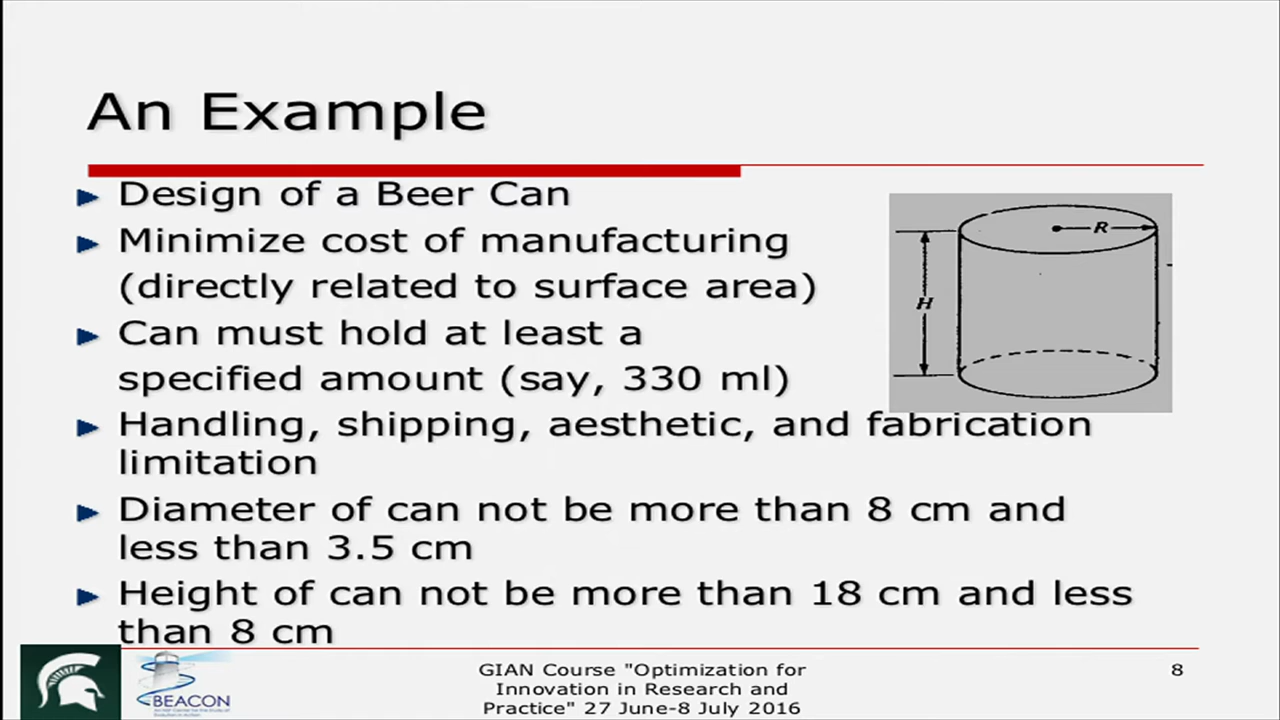 An Example
Design of a Beer Can
Minimize cost of manufacturing
(directly related to surface area)
Can must hold at least a
specified amount (say, 330 ml)
Handling, shipping, aesthetic, and fabrication
limitation
Diameter of can not be more than 8 cm and
less than 3.5 cm
Height of can not be more than 18 cm and less
than 8 cm
R
H
BEACON
GIAN Course "Optimization for
Innovation in Research and
Practice" 27 June-8 July 2016
8